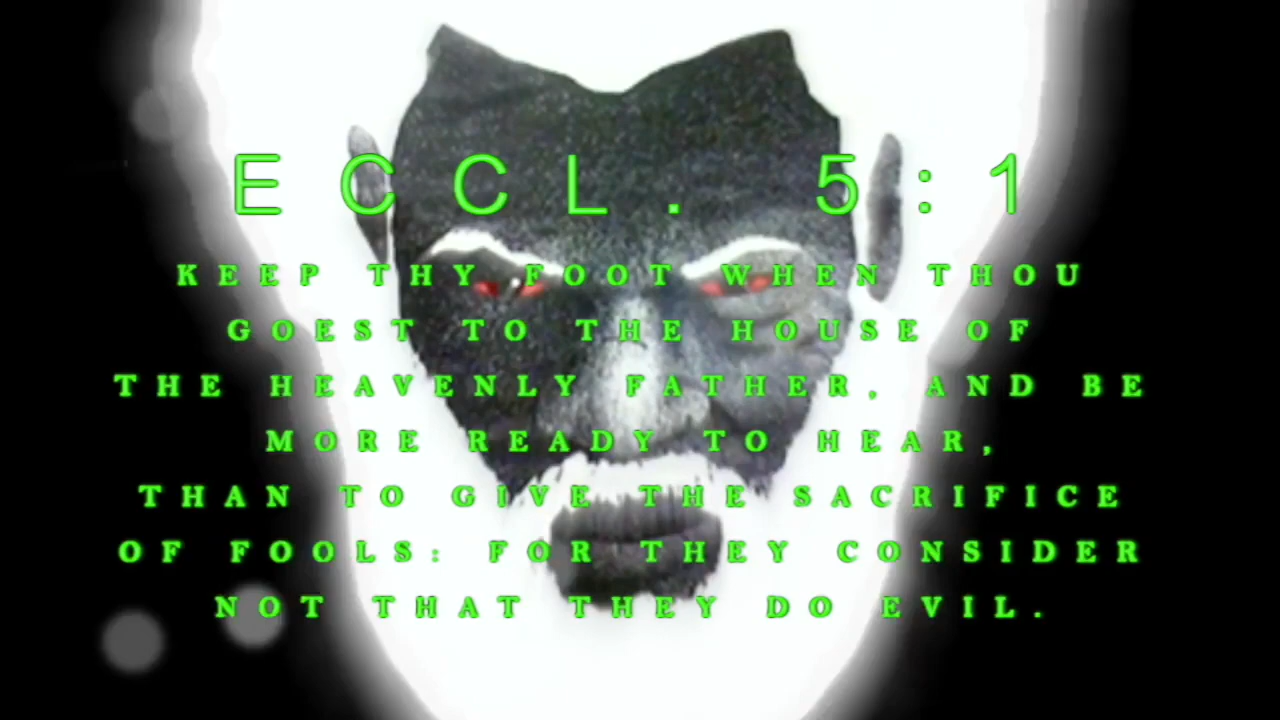 ECCL. 5:1
KEEP THY FOOT WHEN THOU
GOEST TO THE HOUSE OF
THE HEAVENLY FATHER, AND BE
MORE READY TO HEAR,
THAN TO GIVE THE SACRIFICE
OF FOOLS: FOR THEY CONSIDER
NOT THAT THEY DO EVIL.